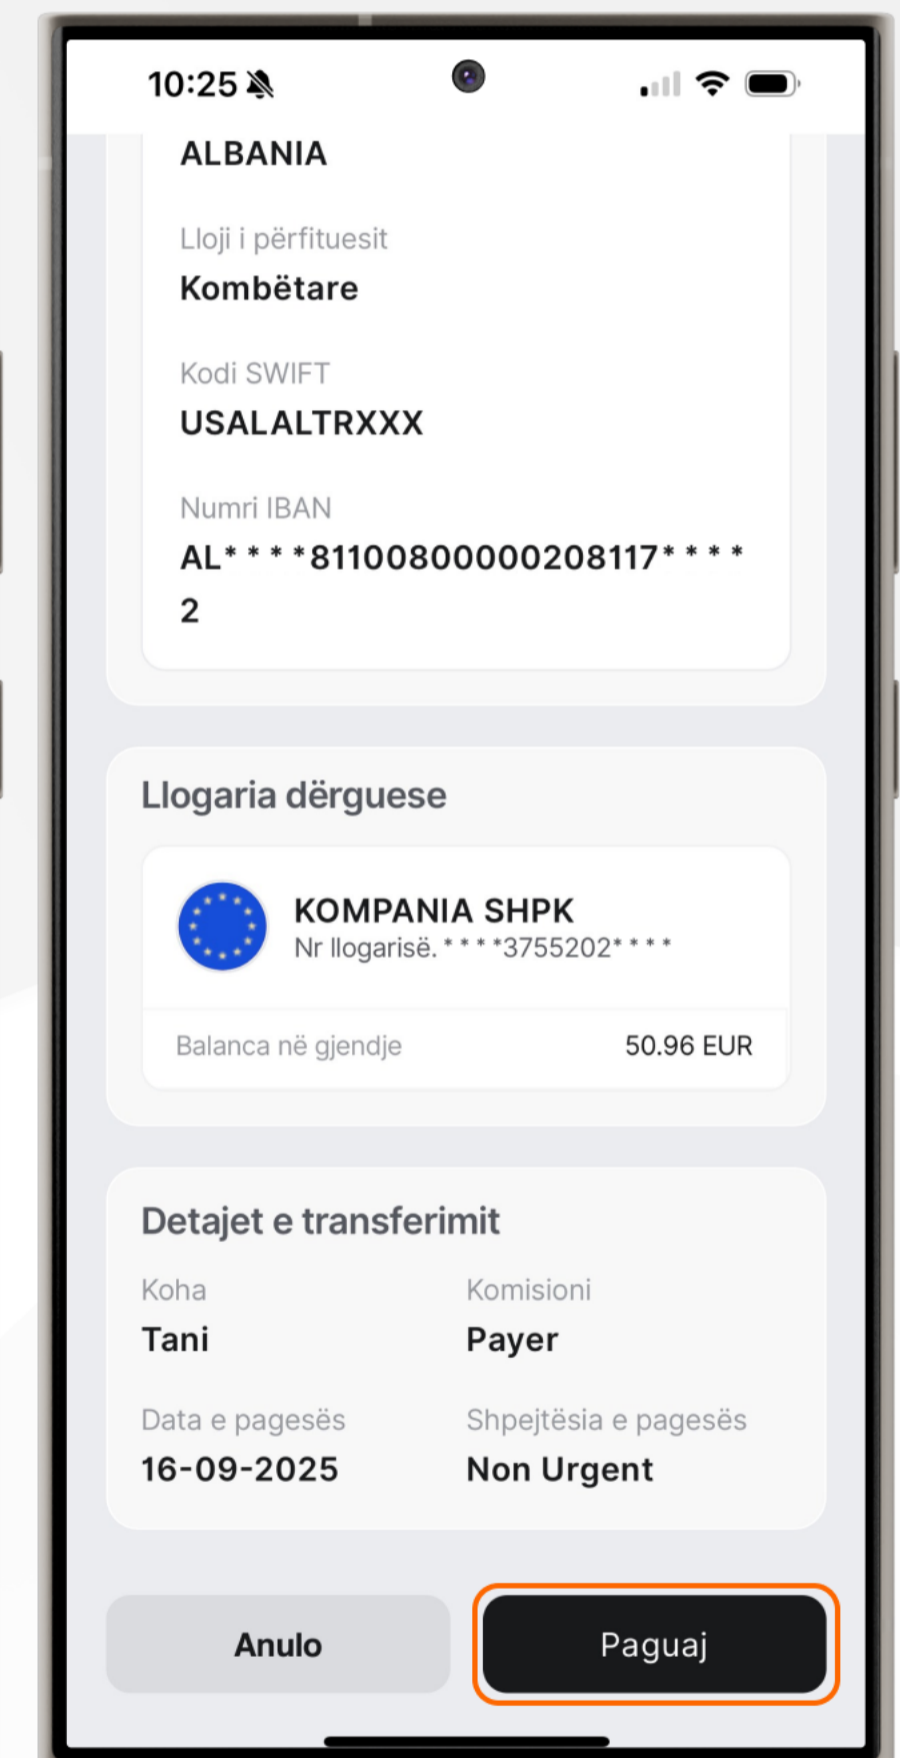 10:25
ALBANIA
Lloji i përfituesit
Kombëtare
Kodi SWIFT
USALALTRXXX
Numri IBAN
AL* * * *81100800000208117* * * *
2
Llogaria dërguese
KOMPANIA SHPK
Nr llogarisë. * * * *3755202* * * *
Balanca në gjendje 50.96 EUR
Detajet e transferimit
Koha Komisioni
Tani Payer
Data e pagesës Shpejtësia e pagesës
16-09-2025 Non Urgent
Anulo Paguaj